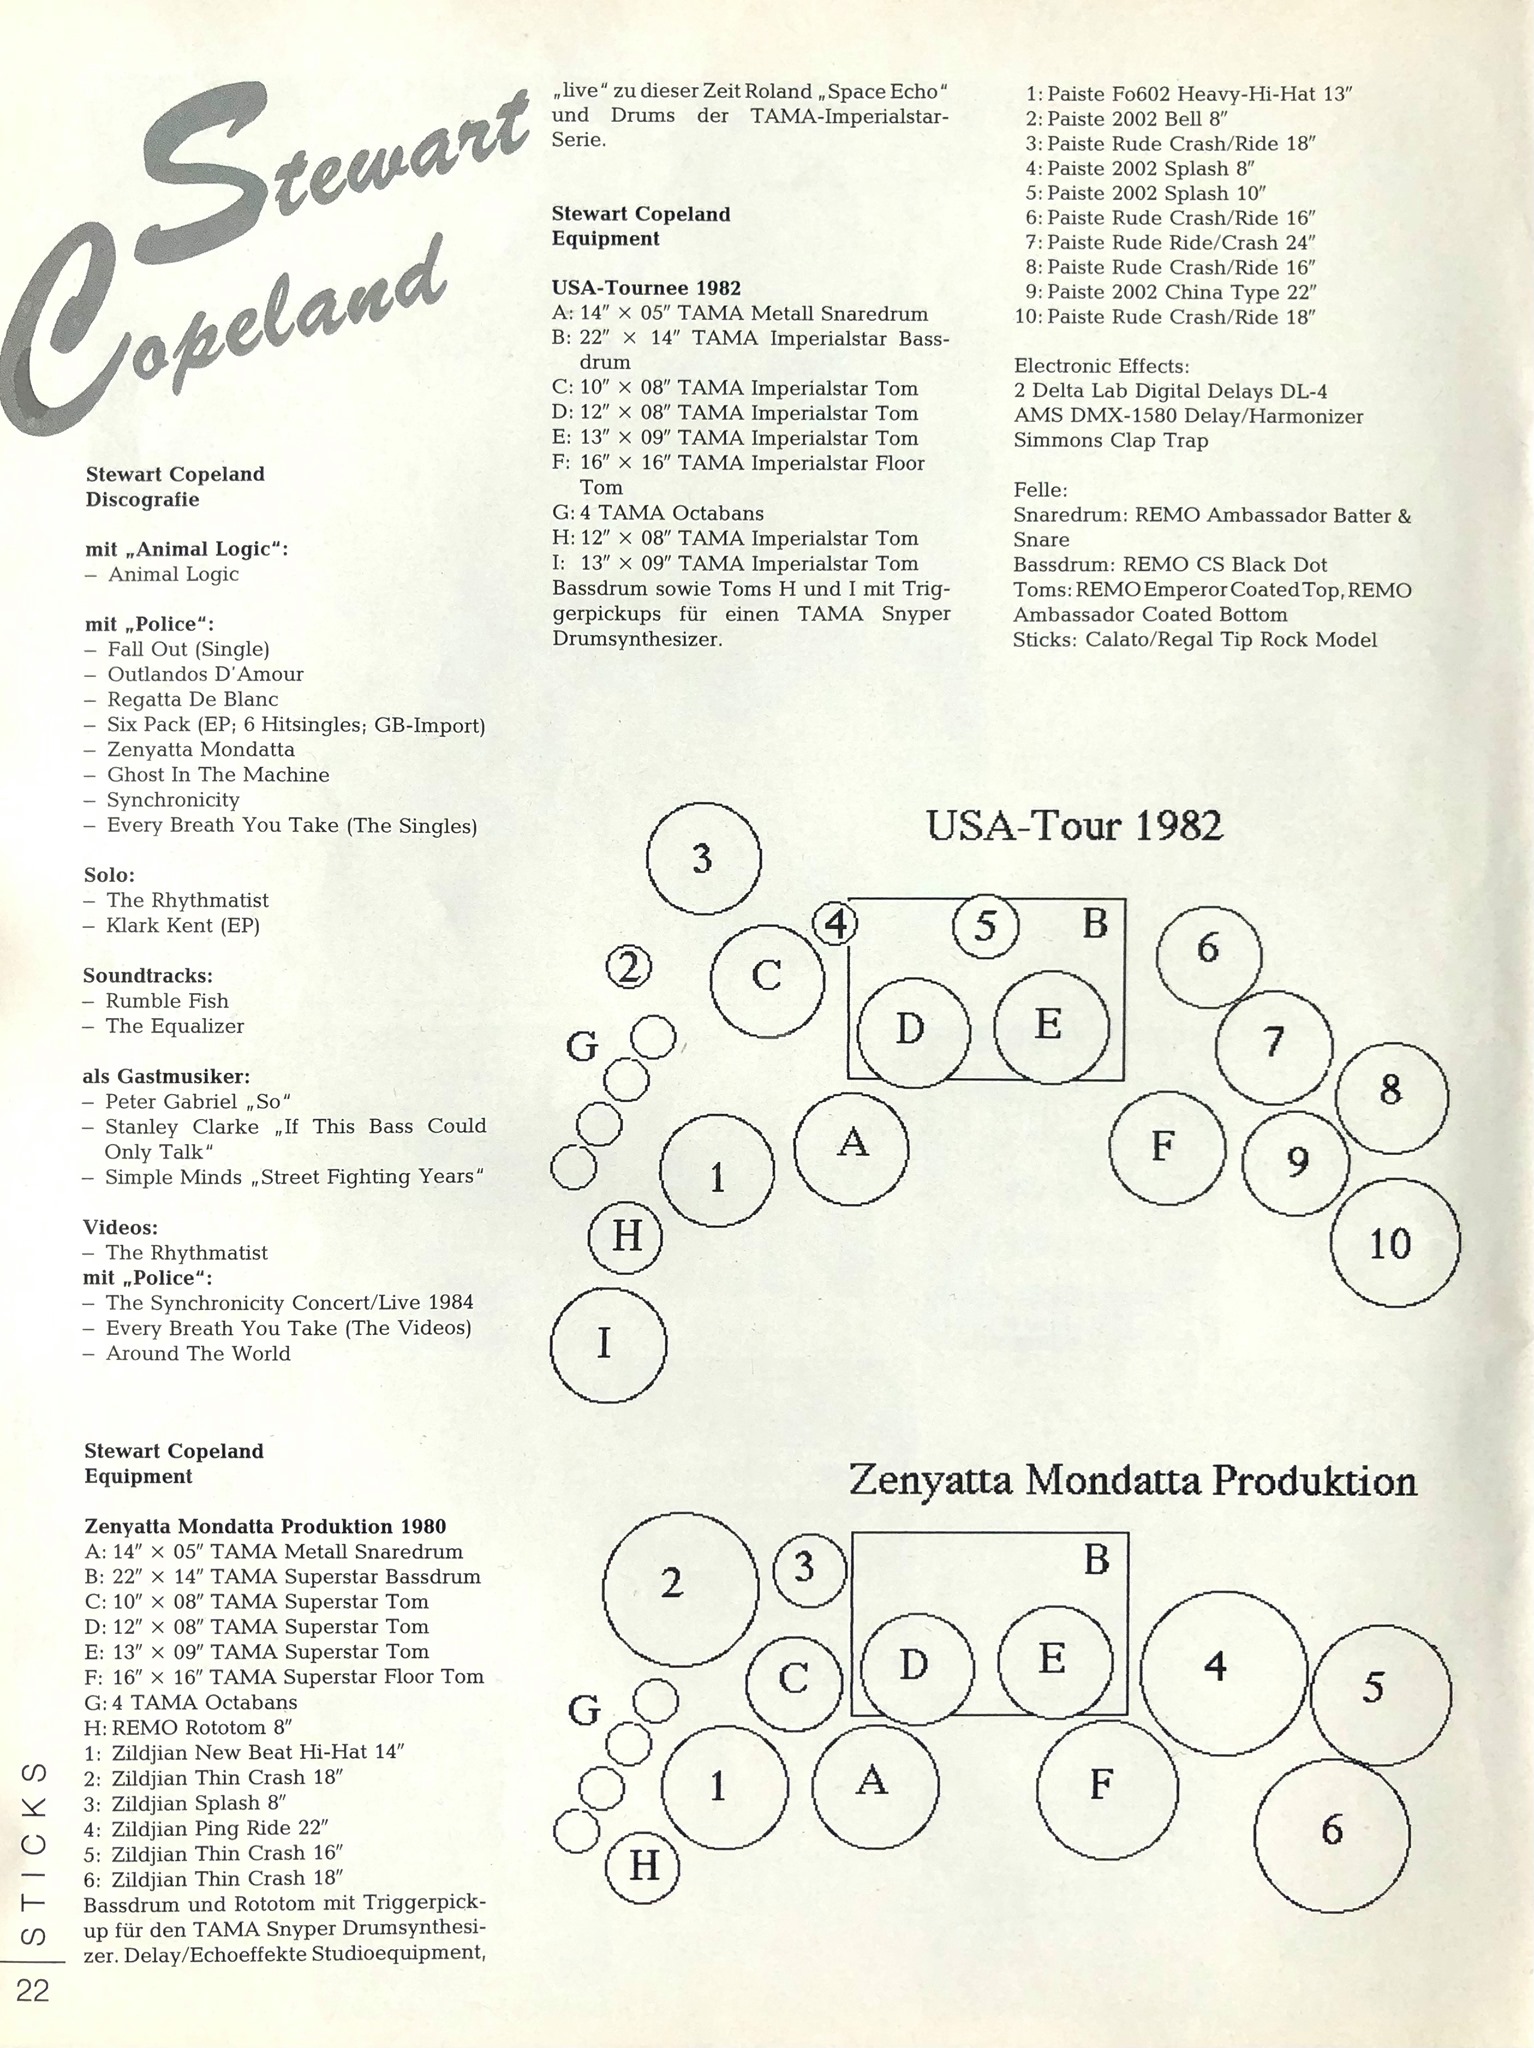 Stewart
Copeland
Stewart Copeland
Discografie
mit „Animal Logic“:
– Animal Logic
mit „Police“:
– Fall Out (Single)
– Outlandos D'Amour
– Regatta De Blanc
– Six Pack (EP; 6 Hitsingles; GB-Import)
– Zenyatta Mondatta
– Ghost In The Machine
– Synchronicity
– Every Breath You Take (The Singles)
Solo:
– The Rhythmatist
– Klark Kent (EP)
Soundtracks:
– Rumble Fish
– The Equalizer
als Gastmusiker:
– Peter Gabriel „So“
– Stanley Clarke „If This Bass Could
Only Talk“
– Simple Minds „Street Fighting Years“
Videos:
– The Rhythmatist
mit „Police“:
– The Synchronicity Concert/Live 1984
– Every Breath You Take (The Videos)
– Around The World
Stewart Copeland
Equipment
Zenyatta Mondatta Produktion 1980
A: 14″ × 05″ TAMA Metall Snaredrum
B: 22″ × 14″ TAMA Superstar Bassdrum
C: 10″ × 08″ TAMA Superstar Tom
D: 12″ × 08″ TAMA Superstar Tom
E: 13″ × 09″ TAMA Superstar Tom
F: 16″ × 16″ TAMA Superstar Floor Tom
G: 4 TAMA Octabans
H: REMO Rototom 8″
1: Zildjian New Beat Hi-Hat 14″
2: Zildjian Thin Crash 18″
3: Zildjian Splash 8″
4: Zildjian Ping Ride 22″
5: Zildjian Thin Crash 16″
6: Zildjian Thin Crash 18″
Bassdrum und Rototom mit Triggerpick-
up für den TAMA Snyper Drumsynthesi-
zer. Delay/Echoeffekte Studioequipment,
„live“ zu dieser Zeit Roland „Space Echo“
und Drums der TAMA-Imperialstar-
Serie.
Stewart Copeland
Equipment
USA-Tournee 1982
A: 14″ × 05″ TAMA Metall Snaredrum
B: 22″ × 14″ TAMA Imperialstar Bass-
drum
C: 10″ × 08″ TAMA Imperialstar Tom
D: 12″ × 08″ TAMA Imperialstar Tom
E: 13″ × 09″ TAMA Imperialstar Tom
F: 16″ × 16″ TAMA Imperialstar Floor
Tom
G: 4 TAMA Octabans
H: 12″ × 08″ TAMA Imperialstar Tom
I: 13″ × 09″ TAMA Imperialstar Tom
Bassdrum sowie Toms H und I mit Trig-
gerpickups für einen TAMA Snyper
Drumsynthesizer.
1: Paiste Fo602 Heavy-Hi-Hat 13″
2: Paiste 2002 Bell 8″
3: Paiste Rude Crash/Ride 18″
4: Paiste 2002 Splash 8″
5: Paiste 2002 Splash 10″
6: Paiste Rude Crash/Ride 16″
7: Paiste Rude Ride/Crash 24″
8: Paiste Rude Crash/Ride 16″
9: Paiste 2002 China Type 22″
10: Paiste Rude Crash/Ride 18″
Electronic Effects:
2 Delta Lab Digital Delays DL-4
AMS DMX-1580 Delay/Harmonizer
Simmons Clap Trap
Felle:
Snaredrum: REMO Ambassador Batter &
Snare
Bassdrum: REMO CS Black Dot
Toms: REMO Emperor Coated Top, REMO
Ambassador Coated Bottom
Sticks: Calato/Regal Tip Rock Model
USA-Tour 1982
3
4
5
B
6
2
C
D
E
7
G
8
1
A
F
9
H
10
I
Zenyatta Mondatta Produktion
2
3
B
C
D
E
4
5
G
1
A
F
6
H
STICKS
22